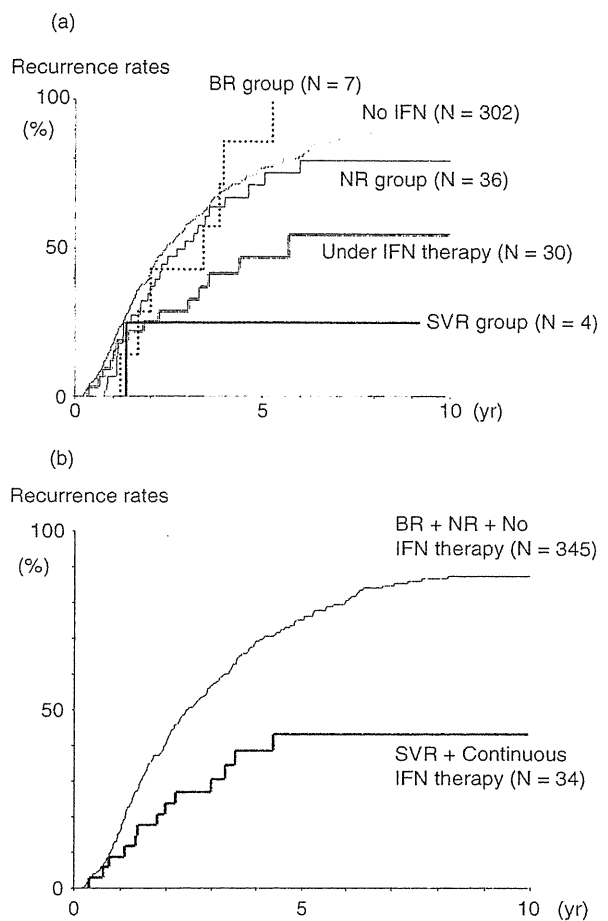 (a)
Recurrence rates
100
(%)
50
0
BR group (N = 7)
No IFN (N = 302)
NR group (N = 36)
Under IFN therapy (N = 30)
SVR group (N = 4)
0
5
10
(yr)
(b)
Recurrence rates
100
(%)
50
0
BR + NR + No
IFN therapy (N = 345)
SVR + Continuous
IFN therapy (N = 34)
0
5
10
(yr)